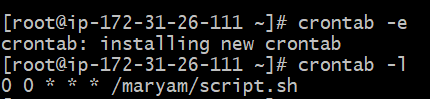 [root@ip-172-31-26-111 ~]# crontab -e
crontab: installing new crontab
[root@ip-172-31-26-111 ~]# crontab -l
0 0 * * * /maryam/script.sh